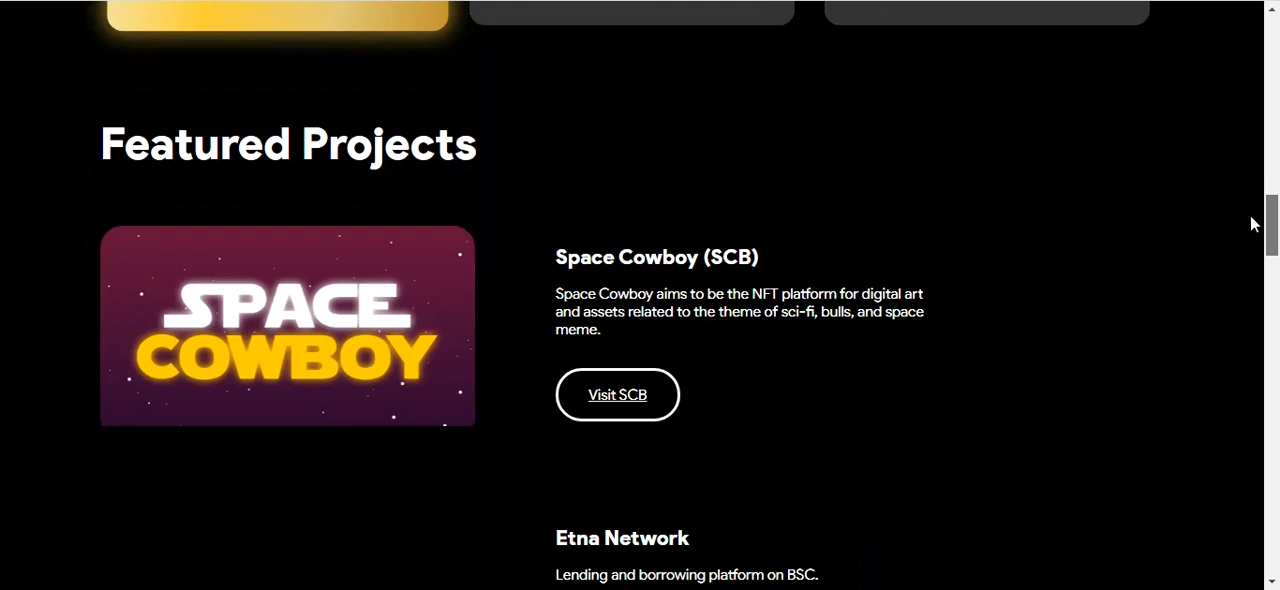 Featured Projects
SPACE
COWBOY
Space Cowboy (SCB)
Space Cowboy aims to be the NFT platform for digital art
and assets related to the theme of sci-fi, bulls, and space
meme.
Visit SCB
Etna Network
Lending and borrowing platform on BSC.